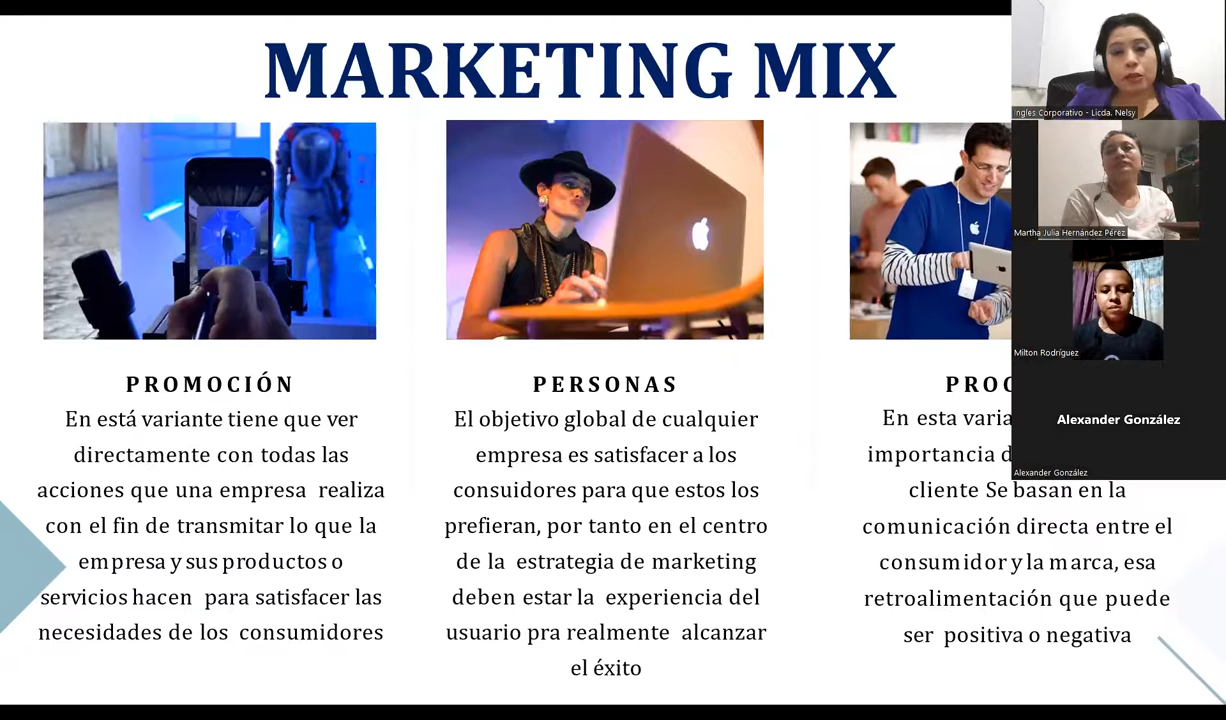 MARKETING MIX
PROMOCIÓN
En está variante tiene que ver
directamente con todas las
acciones que una empresa realiza
con el fin de transmitar lo que la
empresa y sus productos o
servicios hacen para satisfacer las
necesidades de los consumidores
PERSONAS
El objetivo global de cualquier
empresa es satisfacer a los
consuidores para que estos los
prefieran, por tanto en el centro
de la estrategia de marketing
deben estar la experiencia del
usuario pra realmente alcanzar
el éxito
En esta
importancia
cliente Se basan en la
comunicación directa entre el
consumidor y la marca, esa
retroalimentación que puede
ser positiva o negativa
Ingles Corporativo - Licda. Nelsy
Martha Julia Hernández Pérez
Milton Rodríguez
Alexander González
Alexander González